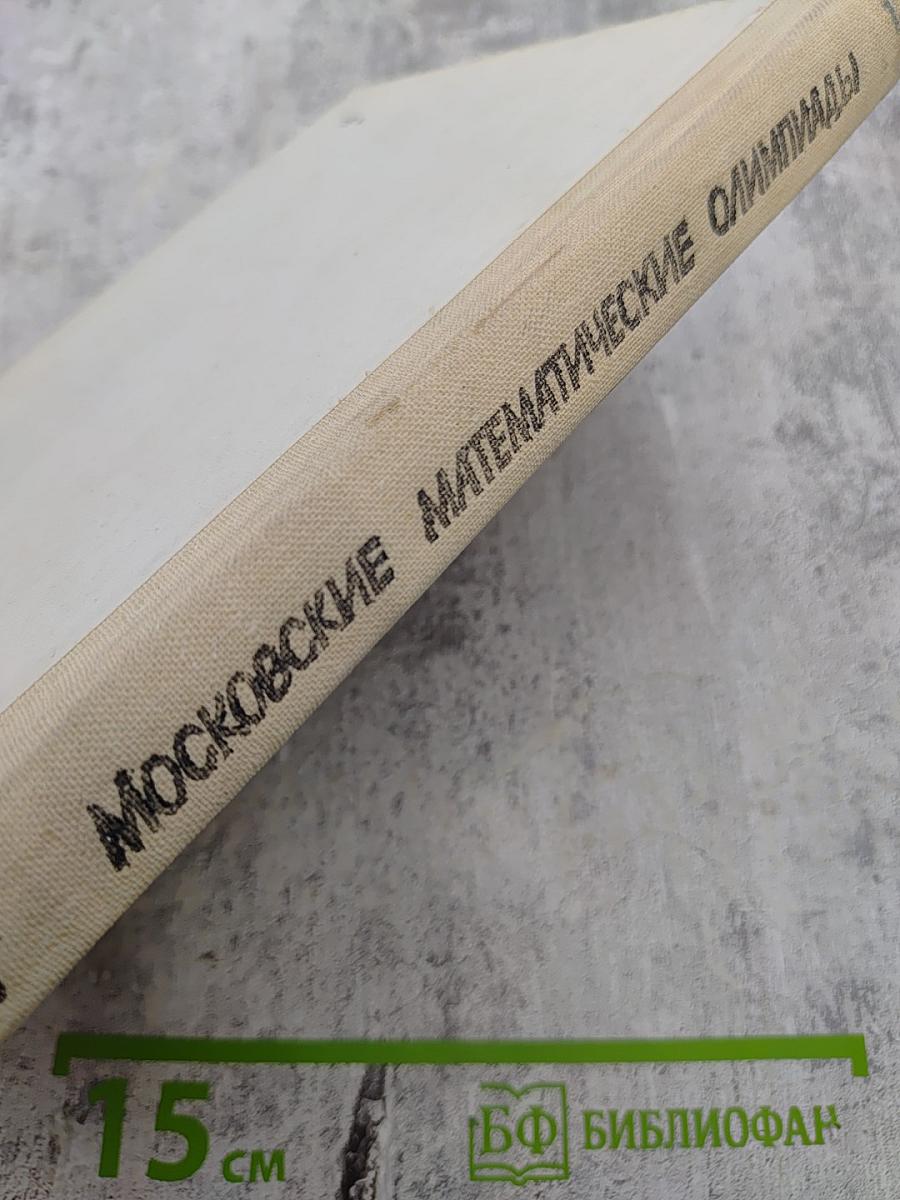 Московские математические олимпиады
15 см
БФ БИБЛИОФАН